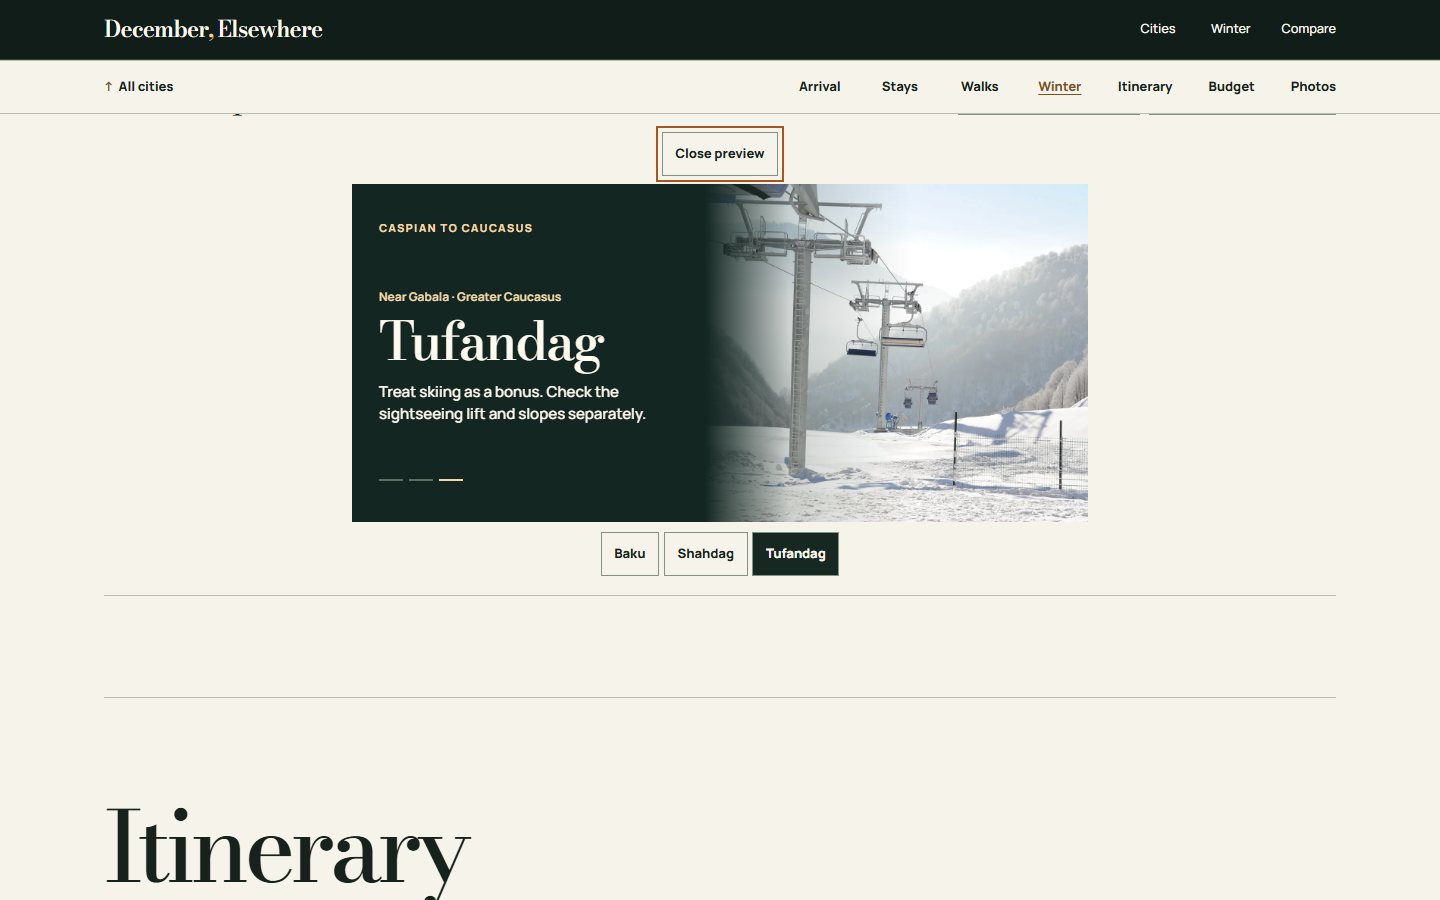 December, Elsewhere
Cities Winter Compare
↑ All cities
Arrival Stays Walks Winter Itinerary Budget Photos
Close preview
CASPIAN TO CAUCASUS
Near Gabala · Greater Caucasus
Tufandag
Treat skiing as a bonus. Check the
sightseeing lift and slopes separately.
Baku Shahdag Tufandag
Itinerary